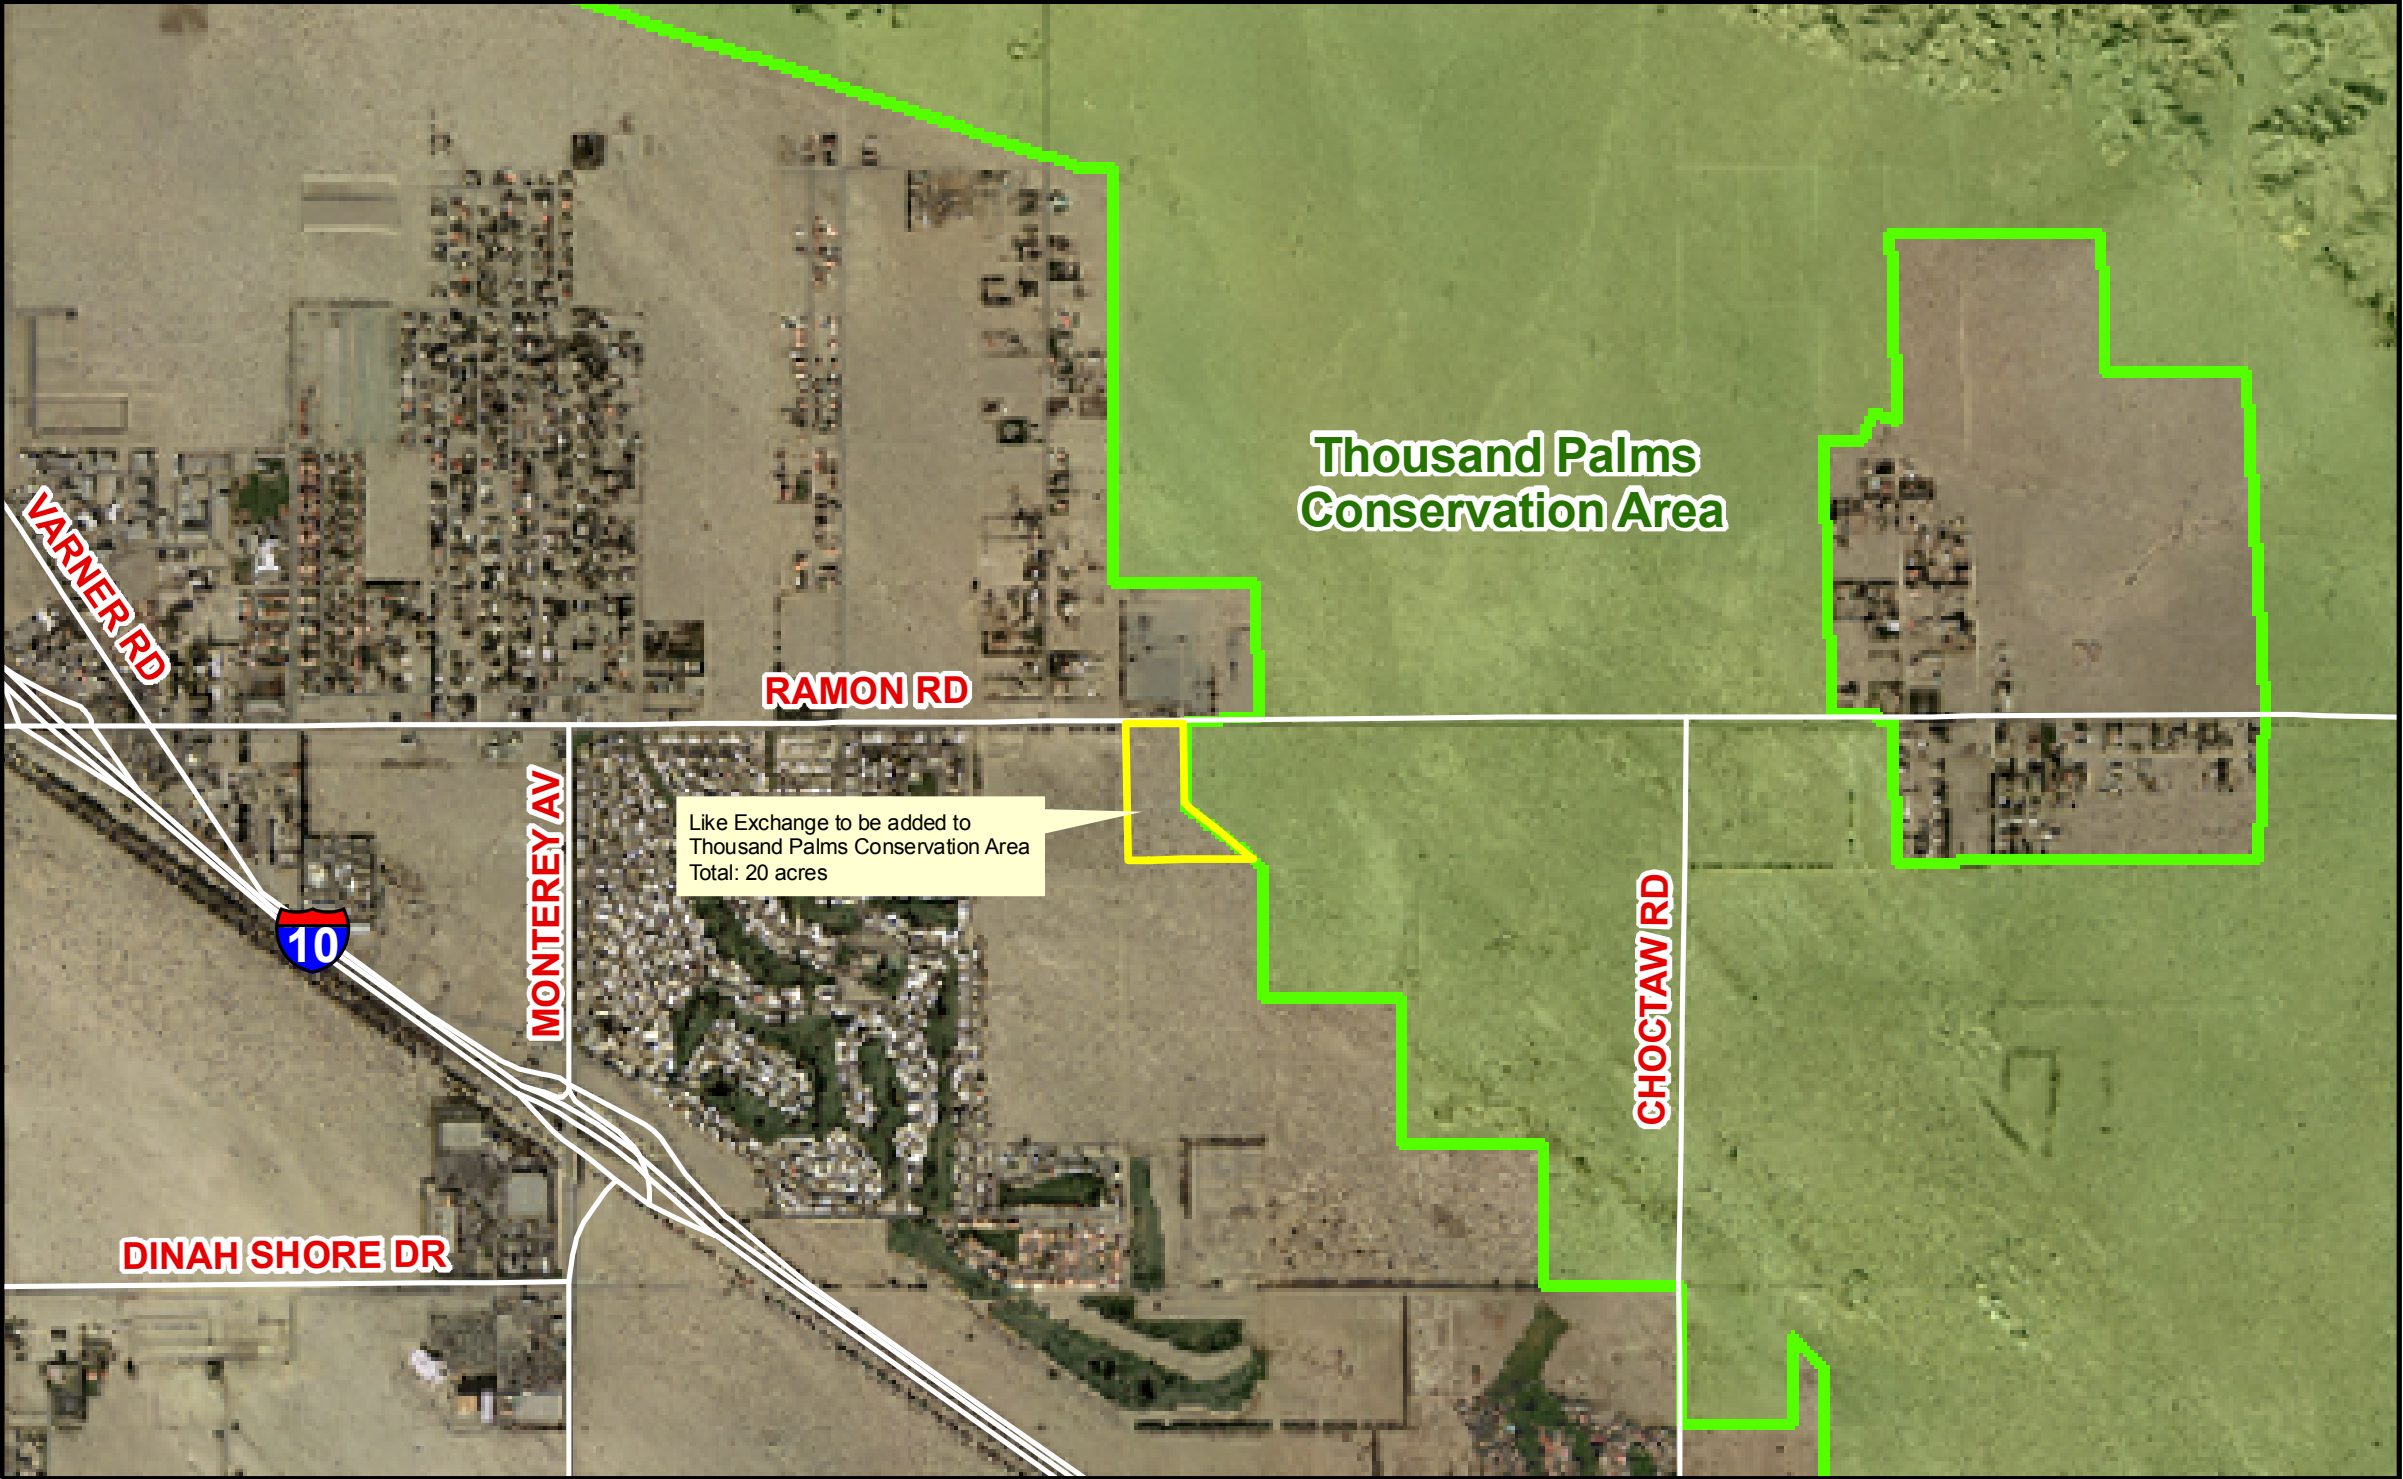 Thousand Palms
Conservation Area
VARNER RD
RAMON RD
MONTEREY AV
Like Exchange to be added to
Thousand Palms Conservation Area
Total: 20 acres
CHOCTAW RD
10
DINAH SHORE DR